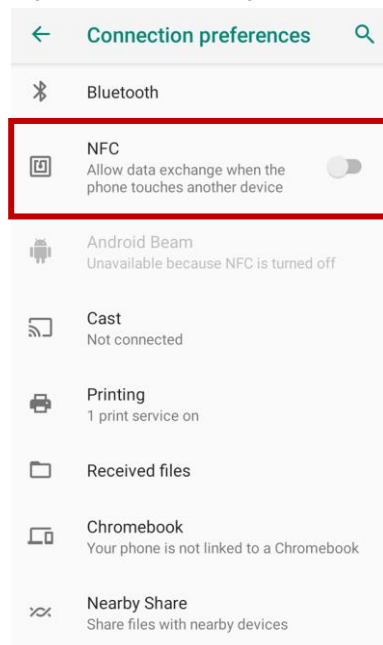 Connection preferences
Bluetooth
NFC
Allow data exchange when the
phone touches another device
Android Beam
Unavailable because NFC is turned off
Cast
Not connected
Printing
1 print service on
Received files
Chromebook
Your phone is not linked to a Chromebook
Nearby Share
Share files with nearby devices